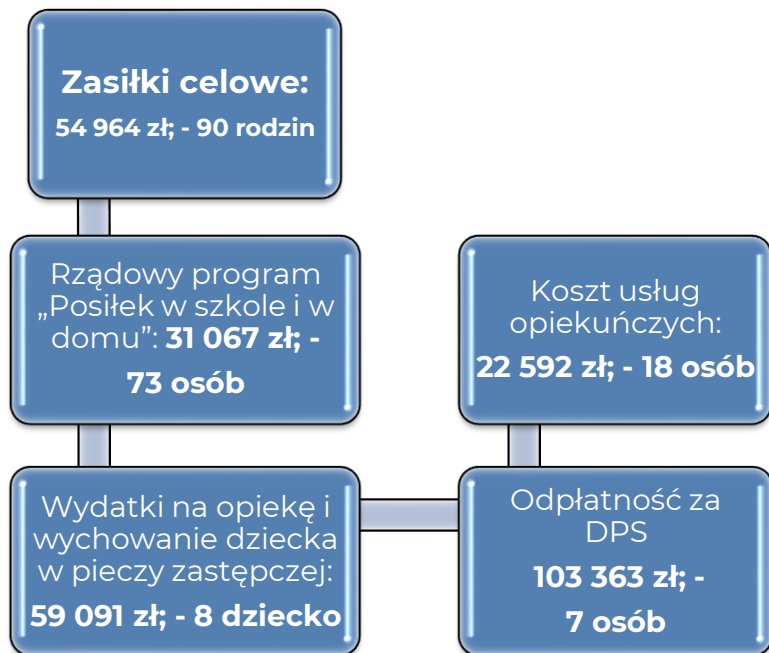 Zasiłki celowe:
54 964 zł; - 90 rodzin
Rządowy program
„Posiłek w szkole i w
domu”: 31 067 zł; -
73 osób
Wydatki na opiekę i
wychowanie dziecka
w pieczy zastępczej:
59 091 zł; - 8 dziecko
Odpłatność za
DPS
103 363 zł; -
7 osób
Koszt usług
opiekuńczych:
22 592 zł; - 18 osób